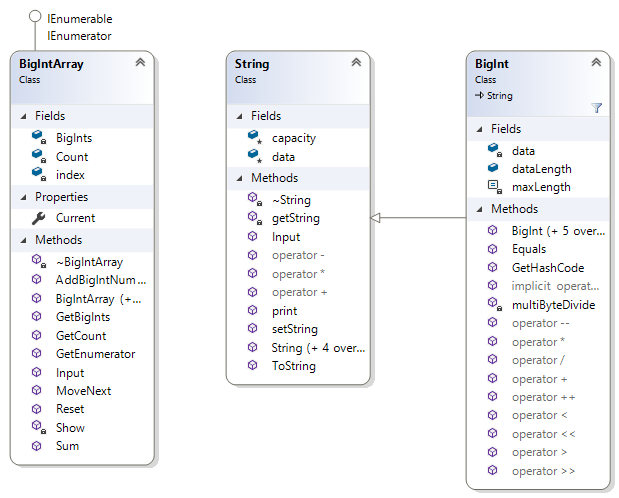 IEnumerable
IEnumerator
BigIntArray
Class
Fields
BigInts
Count
index
Properties
Current
Methods
~BigIntArray
AddBigIntNum...
BigIntArray (+...
GetBigInts
GetCount
GetEnumerator
Input
MoveNext
Reset
Show
Sum
String
Class
Fields
capacity
data
Methods
~String
getString
Input
operator -
operator *
operator +
print
setString
String (+ 4 over...
ToString
BigInt
Class
String
Fields
data
dataLength
maxLength
Methods
BigInt (+ 5 over...
Equals
GetHashCode
implicit operat...
multiByteDivide
operator --
operator *
operator /
operator +
operator ++
operator <
operator <<
operator >
operator >>